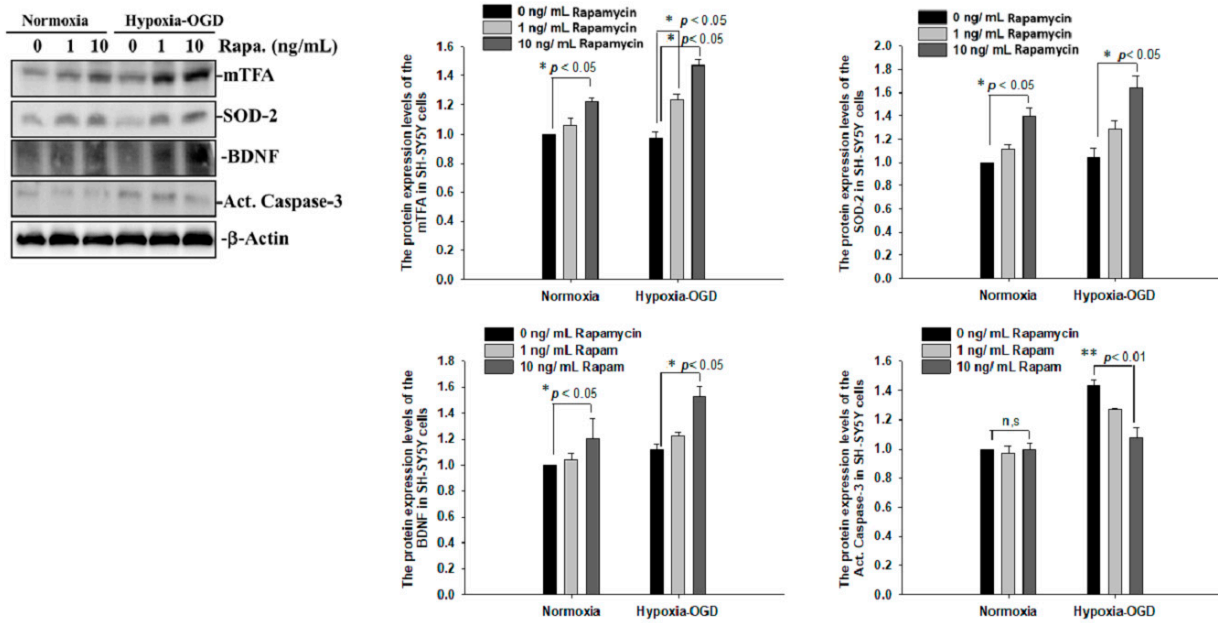 Normoxia Hypoxia-OGD
0 1 10 0 1 10 Rapa. (ng/mL)
-mTFA
-SOD-2
-BDNF
-Act. Caspase-3
-β-Actin
The protein expression levels of the
mTFA in SH-SY5Y cells
0 ng/ mL Rapamycin
1 ng/ mL Rapamycin
10 ng/mL Rapamycin
1.8
1.6
1.4
1.2
1.0
0.8
0.6
0.4
0.2
0.0
* p < 0.05
* p < 0.05
* p < 0.05
Normoxia Hypoxia-OGD
The protein expression levels of the
SOD-2 in SH-SY5Y cells
0 ng/ mL Rapamycin
1 ng/ mL Rapamycin
10 ng/ mL Rapamycin
2.0
1.8
1.6
1.4
1.2
1.0
0.8
0.6
0.4
0.2
0.0
* p < 0.05
* p < 0.05
Normoxia Hypoxia-OGD
The protein expression levels of the
BDNF in SH-SY5Y cells
0 ng/ mL Rapamycin
1 ng/ mL Rapam
10 ng/ mL Rapam
1.8
1.6
1.4
1.2
1.0
0.8
0.6
0.4
0.2
0.0
* p < 0.05
* p < 0.05
Normoxia Hypoxia-OGD
The protein expression levels of the
Act. Caspase-3 in SH-SY5Y cells
0 ng/ mL Rapamycin
1 ng/ mL Rapam
10 ng/ mL Rapam
1.8
1.6
1.4
1.2
1.0
0.8
0.6
0.4
0.2
0.0
n,s
** p < 0.01
Normoxia Hypoxia-OGD